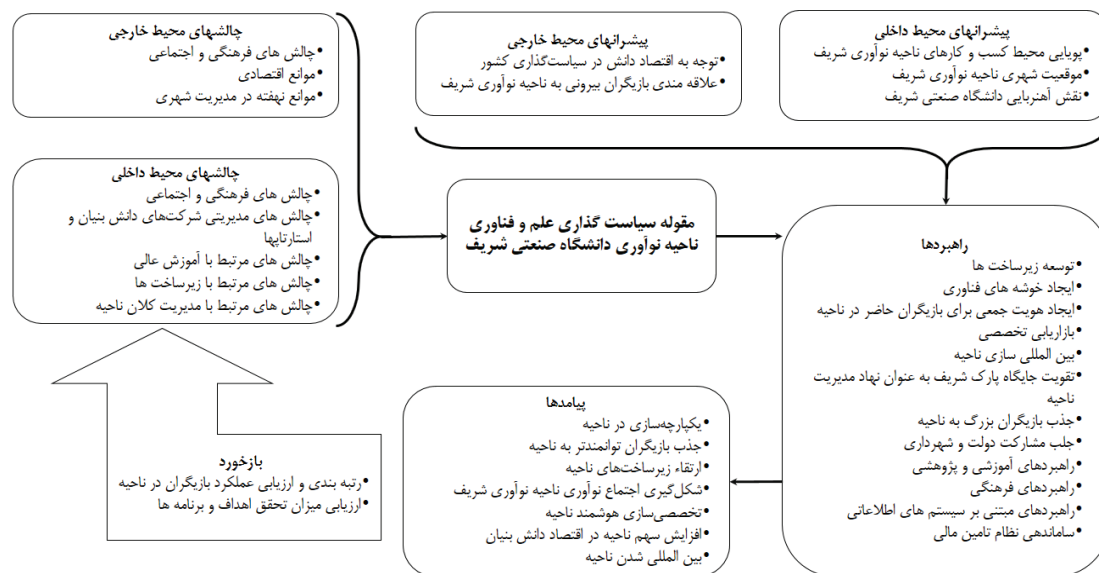 چالشهای محیط خارجی
•چالش های فرهنگی و اجتماعی
•موانع اقتصادی
•موانع نهفته در مدیریت شهری
پیشرانهای محیط خارجی
•توجه به اقتصاد دانش در سیاست‌گذاری کشور
•علاقه مندی بازیگران بیرونی به ناحیه نوآوری شریف
پیشرانهای محیط داخلی
•پویایی محیط کسب و کارهای ناحیه نوآوری شریف
•موقعیت شهری ناحیه نوآوری شریف
•نقش آهنربایی دانشگاه صنعتی شریف
چالشهای محیط داخلی
•چالش های فرهنگی و اجتماعی
•چالش های مدیریتی شرکت‌های دانش بنیان و
استارتاپها
•چالش های مرتبط با آموزش عالی
•چالش های مرتبط با زیرساخت ها
•چالش های مرتبط با مدیریت کلان ناحیه
مقوله سیاست گذاری علم و فناوری
ناحیه نوآوری دانشگاه صنعتی شریف
راهبردها
•توسعه زیرساخت ها
•ایجاد خوشه های فناوری
•ایجاد هویت جمعی برای بازیگران حاضر در ناحیه
•بازاریابی تخصصی
•بین المللی سازی ناحیه
•تقویت جایگاه پارک شریف به عنوان نهاد مدیریت
ناحیه
•جذب بازیگران بزرگ به ناحیه
•جلب مشارکت دولت و شهرداری
•راهبردهای آموزشی و پژوهشی
•راهبردهای فرهنگی
•راهبردهای مبتنی بر سیستم های اطلاعاتی
•ساماندهی نظام تامین مالی
پیامدها
•یکپارچه‌سازی در ناحیه
•جذب بازیگران توانمندتر به ناحیه
•ارتقاء زیرساخت‌های ناحیه
•شکل‌گیری اجتماع نوآوری ناحیه نوآوری شریف
•تخصصی‌سازی هوشمند ناحیه
•افزایش سهم ناحیه در اقتصاد دانش بنیان
•بین المللی شدن ناحیه
بازخورد
•رتبه بندی و ارزیابی عملکرد بازیگران در ناحیه
•ارزیابی میزان تحقق اهداف و برنامه ها